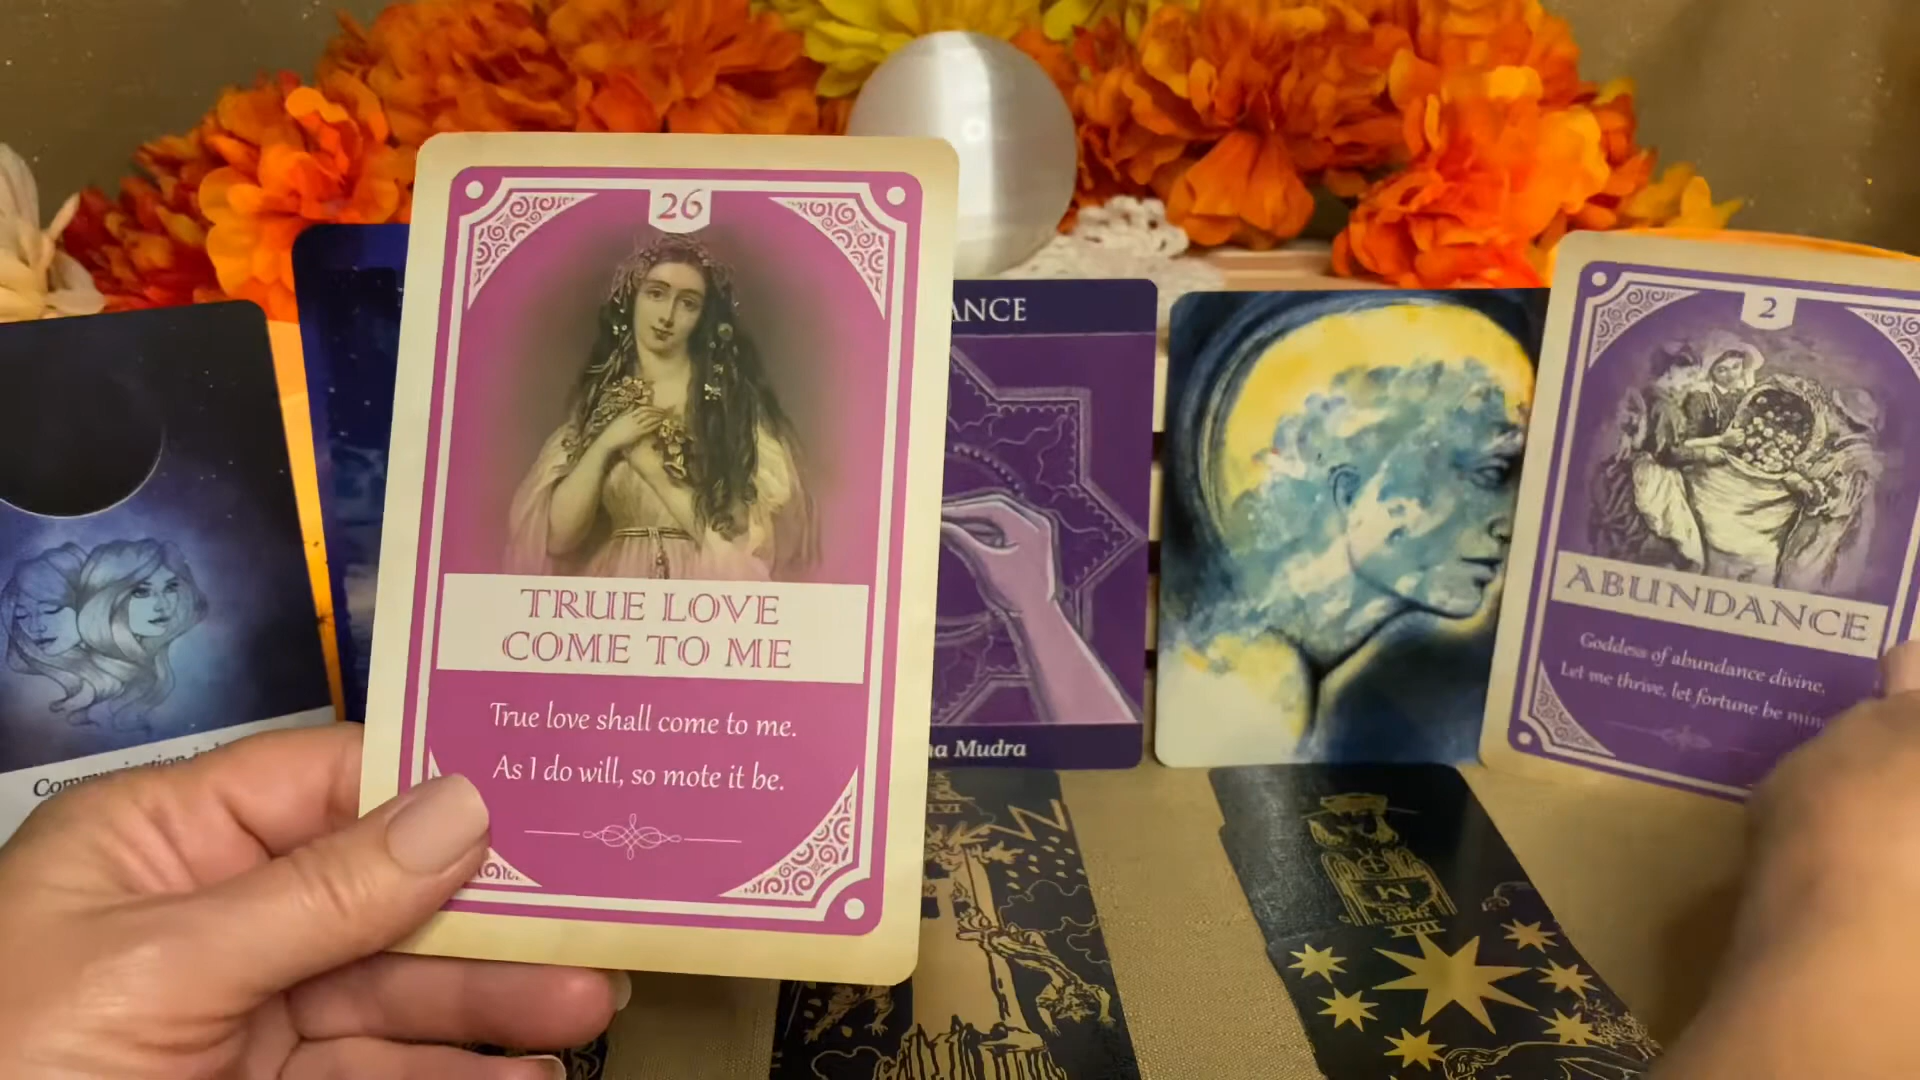 26
TRUE LOVE
COME TO ME
True love shall come to me.
As I do will, so mote it be.
2
ABUNDANCE
Goddess of abundance divine,
Let me thrive, let fortune be
Mudra
XVII